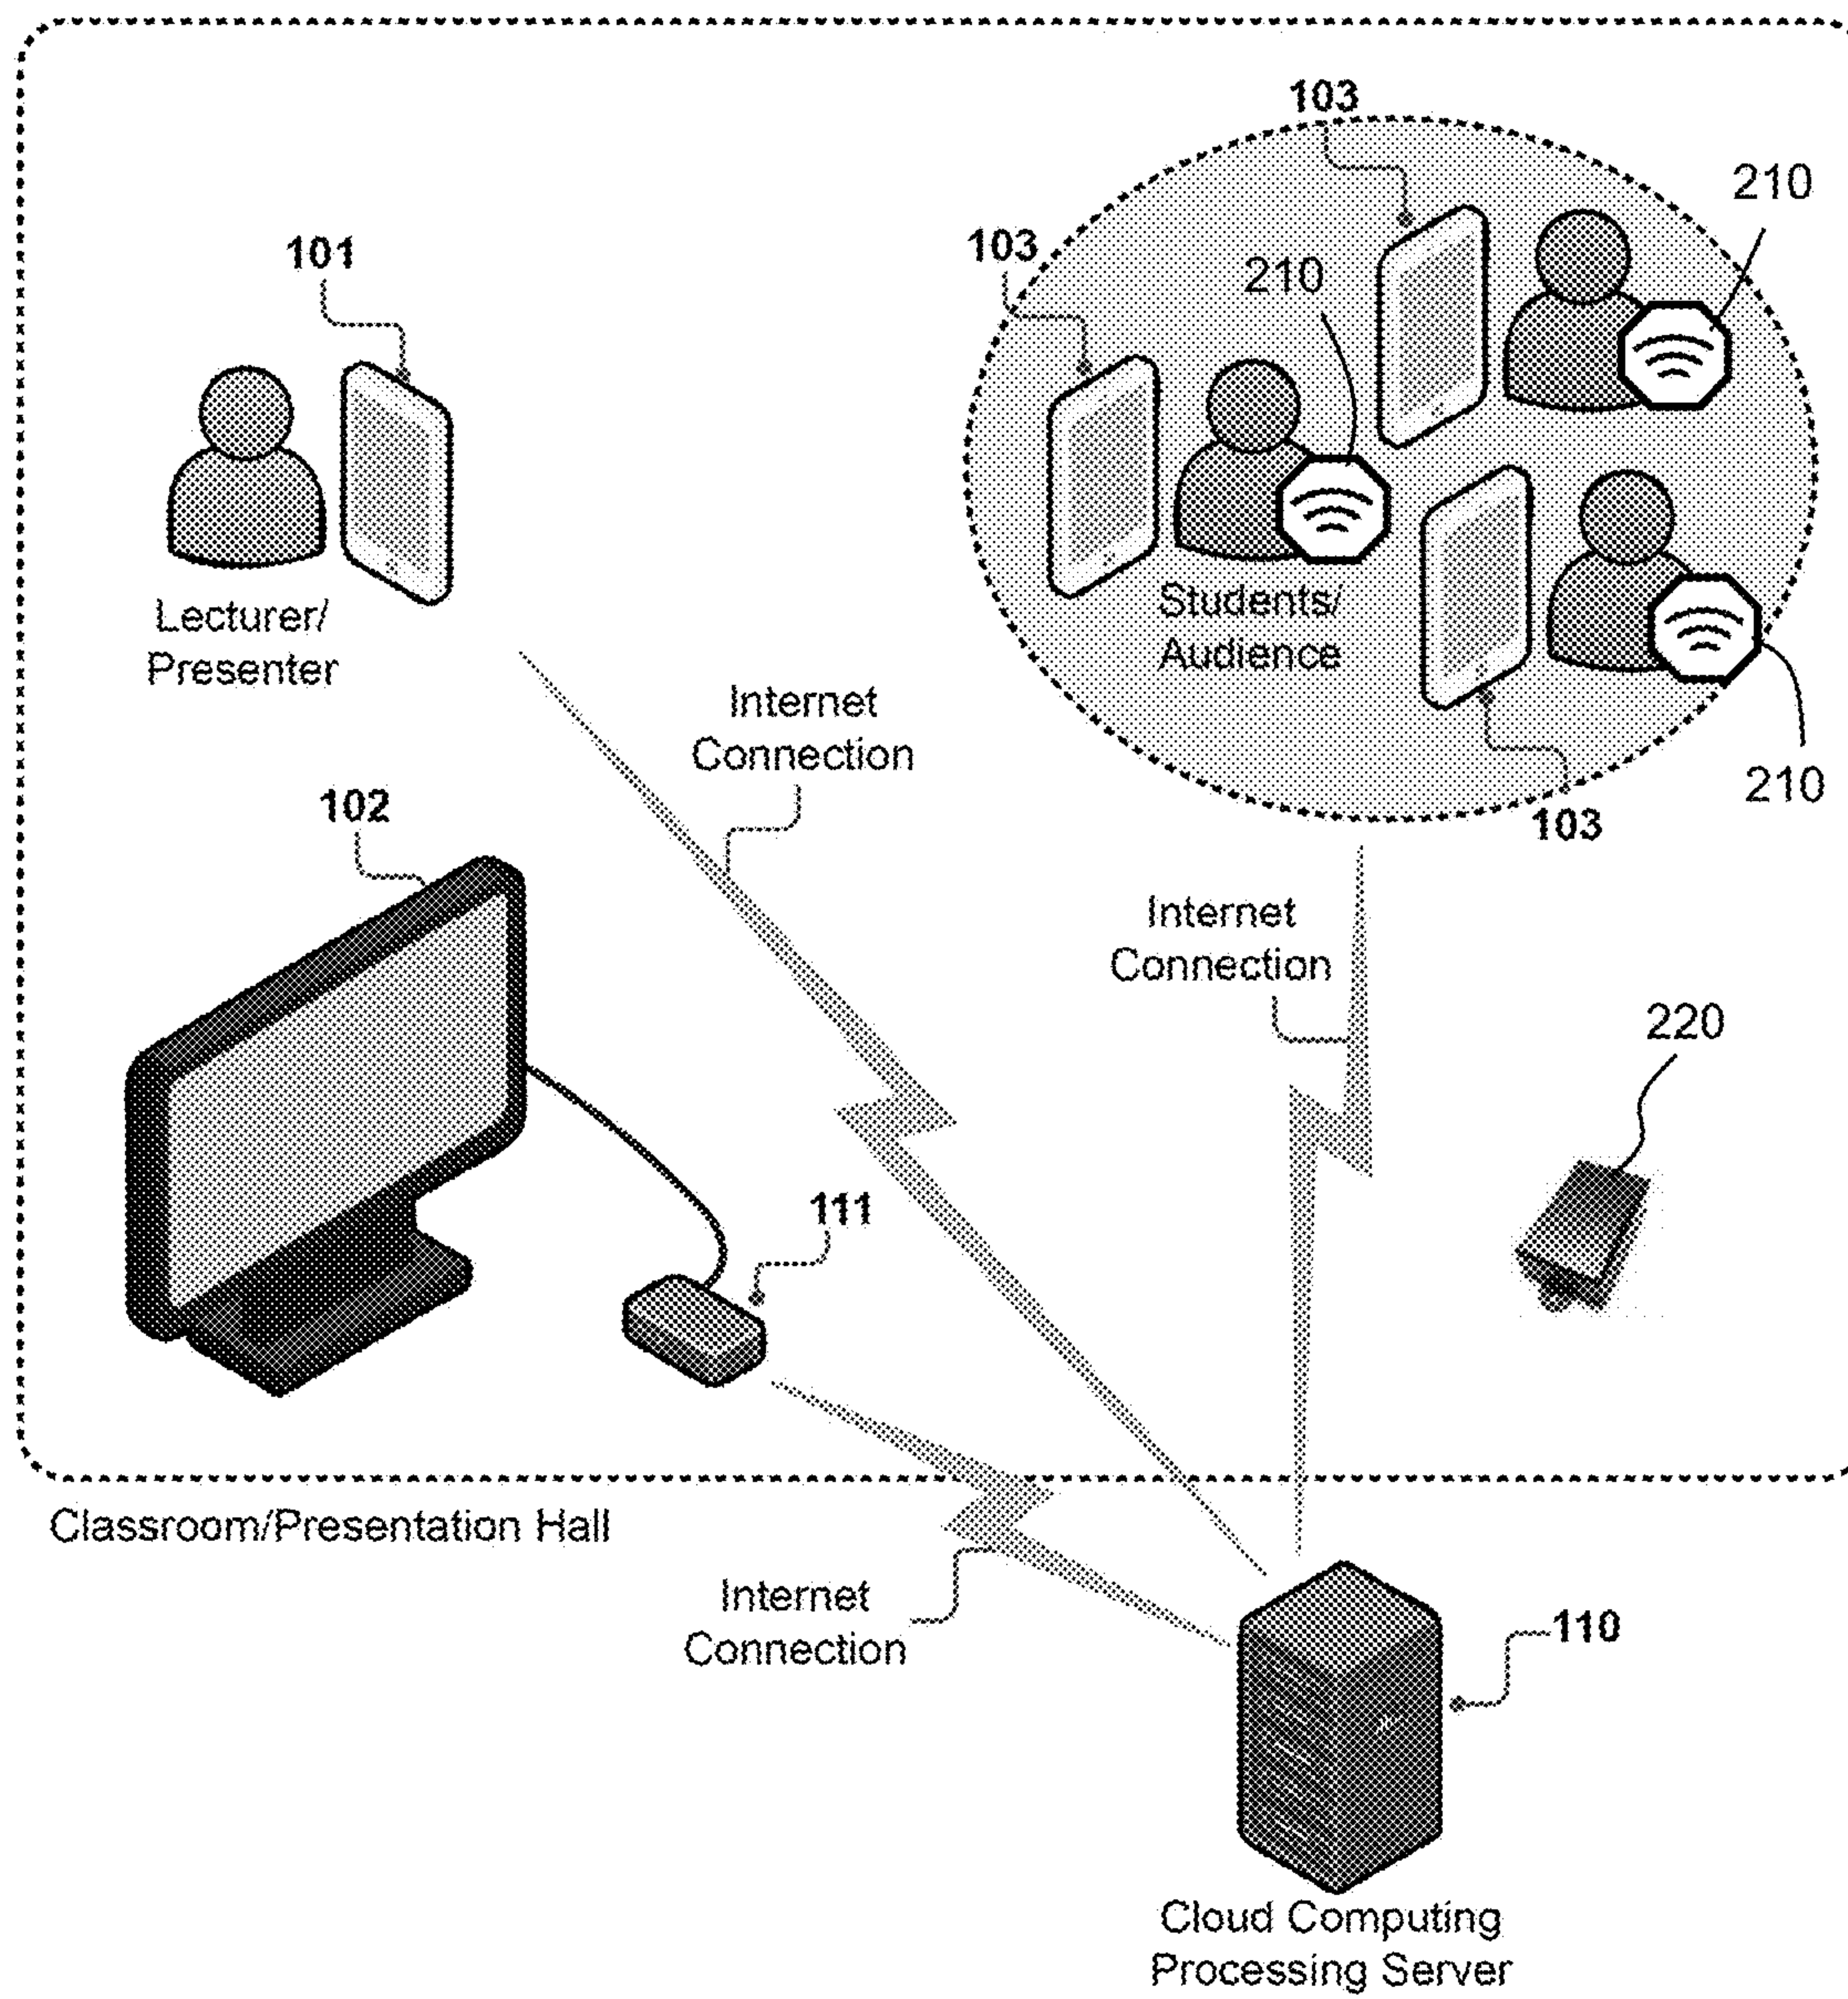 103
210
101
103
210
Lecturer/
Presenter
Students/
Audience
Internet
Connection
210
102
103
Internet
Connection
220
111
Classroom/Presentation Hall
Internet
Connection
110
Cloud Computing
Processing Server